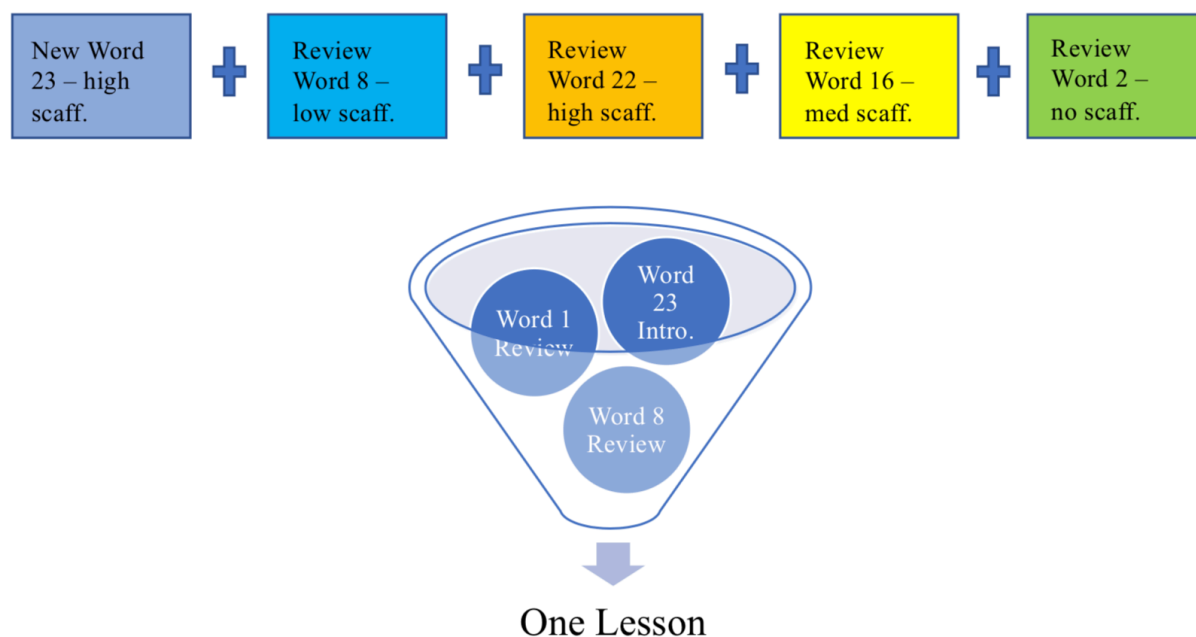 New Word
23 – high
scaff.
Review
Word 8 –
low scaff.
Review
Word 22 –
high scaff.
Review
Word 16 –
med scaff.
Review
Word 2 –
no scaff.
Word
23
Intro.
Word 1
Review
Word 8
Review
One Lesson